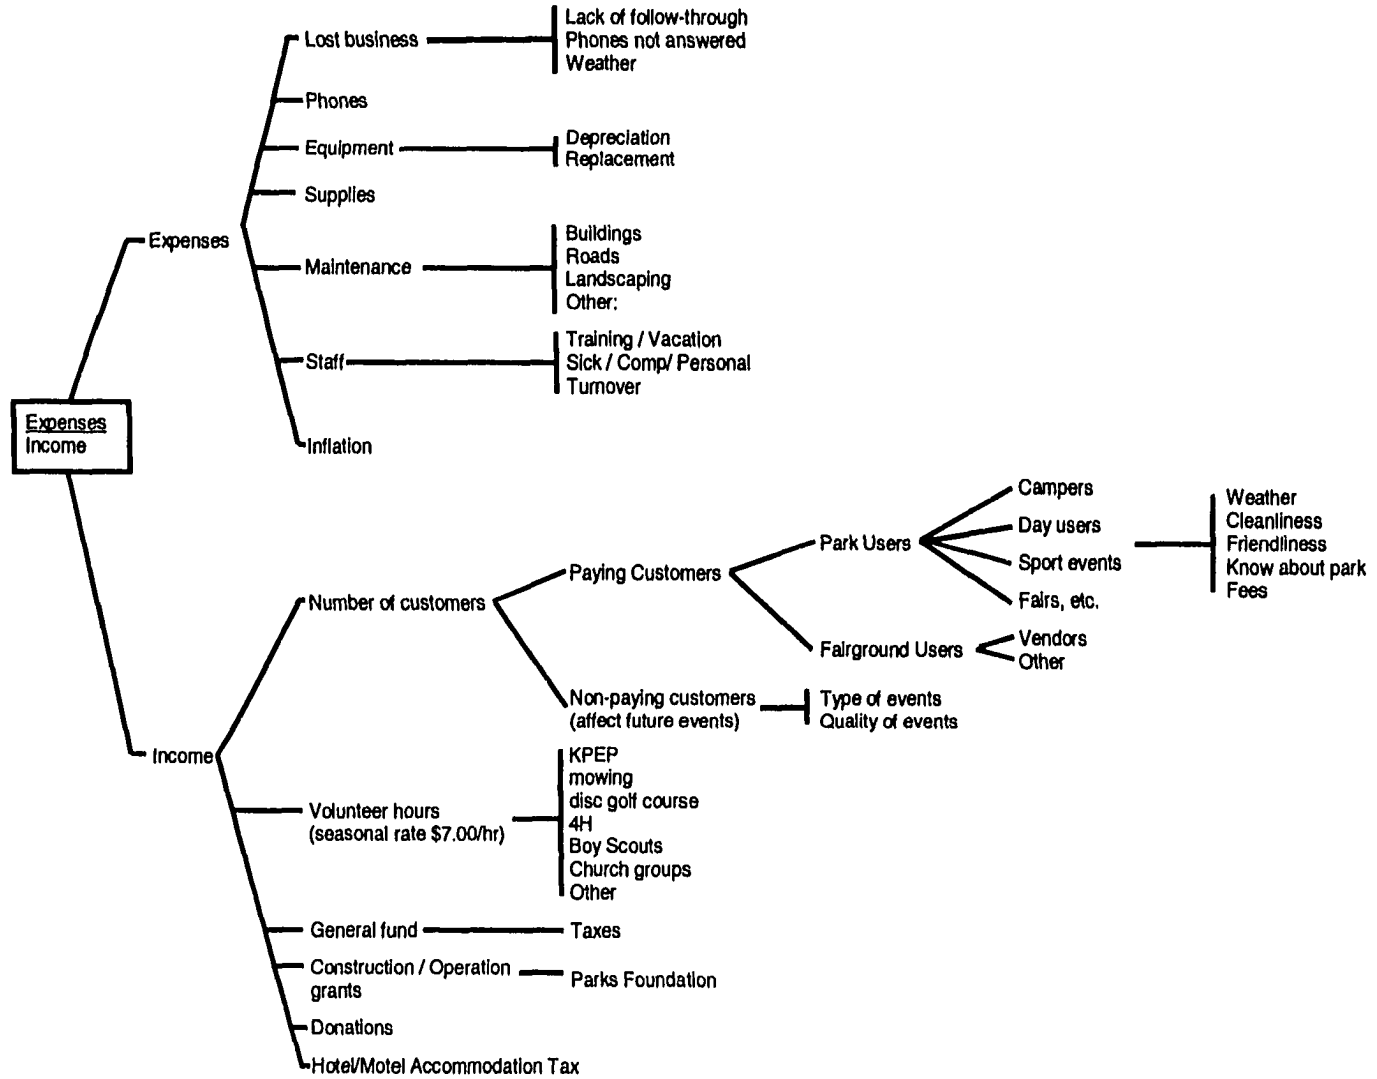 Lack of follow-through
Lost business
Phones not answered
Weather
Phones
Depreciation
Equipment
Replacement
Supplies
Expenses
Buildings
Roads
Maintenance
Landscaping
Other:
Training / Vacation
Staff
Sick / Comp/ Personal
Turnover
Inflation
Expenses
Income
Income
Number of customers
Paying Customers
Park Users
Campers
Day users
Sport events
Fairs, etc.
Weather
Cleanliness
Friendliness
Know about park
Fees
Fairground Users
Vendors
Other
Non-paying customers
(affect future events)
Type of events
Quality of events
Volunteer hours
(seasonal rate $7.00/hr)
KPEP
mowing
disc golf course
4H
Boy Scouts
Church groups
Other
General fund
Taxes
Construction / Operation
grants
Parks Foundation
Donations
Hotel/Motel Accommodation Tax